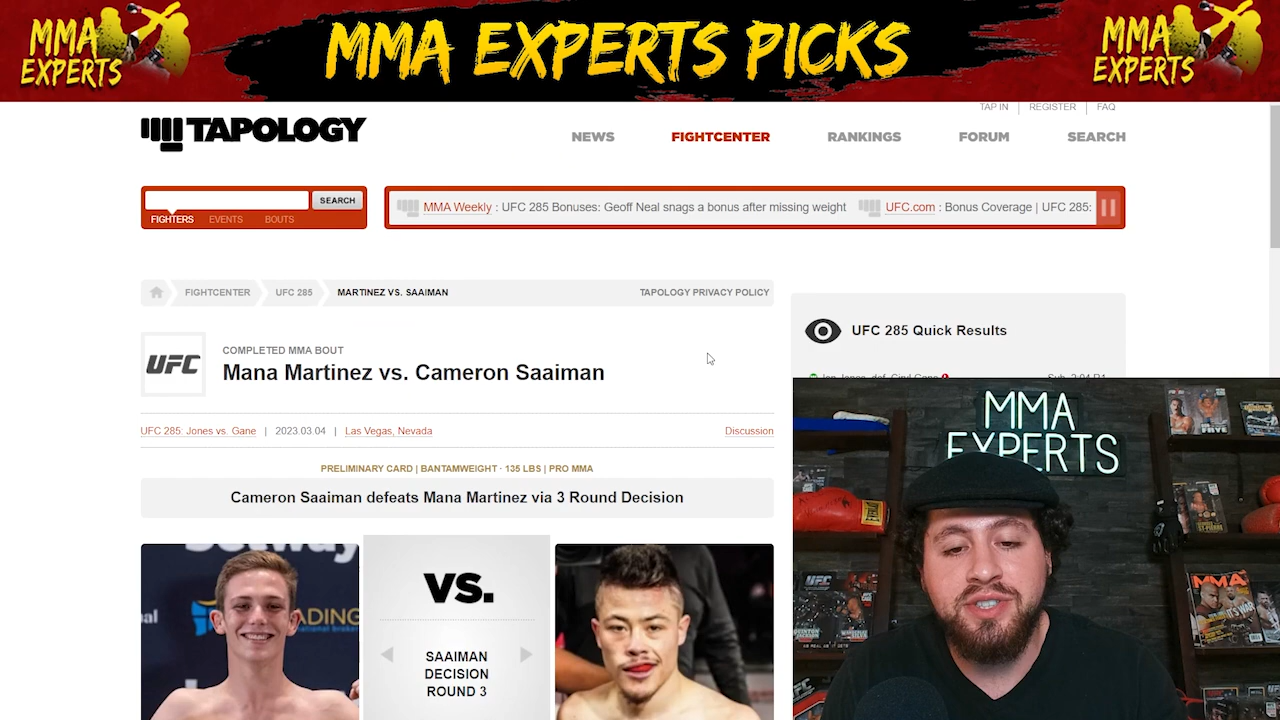 MMA EXPERTS
MMA EXPERTS PICKS
MMA EXPERTS
TAP IN | REGISTER | FAQ
TAPOLOGY
NEWS FIGHTCENTER RANKINGS FORUM SEARCH
SEARCH
FIGHTERS EVENTS BOUTS
MMA Weekly : UFC 285 Bonuses: Geoff Neal snags a bonus after missing weight UFC.com : Bonus Coverage | UFC 285:
FIGHTCENTER UFC 285 MARTINEZ VS. SAAIMAN TAPOLOGY PRIVACY POLICY
UFC 285 Quick Results
UFC
COMPLETED MMA BOUT
Mana Martinez vs. Cameron Saaiman
UFC 285: Jones vs. Gane | 2023.03.04 | Las Vegas, Nevada Discussion
PRELIMINARY CARD | BANTAMWEIGHT · 135 LBS | PRO MMA
Cameron Saaiman defeats Mana Martinez via 3 Round Decision
VS.
SAAIMAN
DECISION
ROUND 3
MMA
EXPERTS
UFC
MMA
UFC